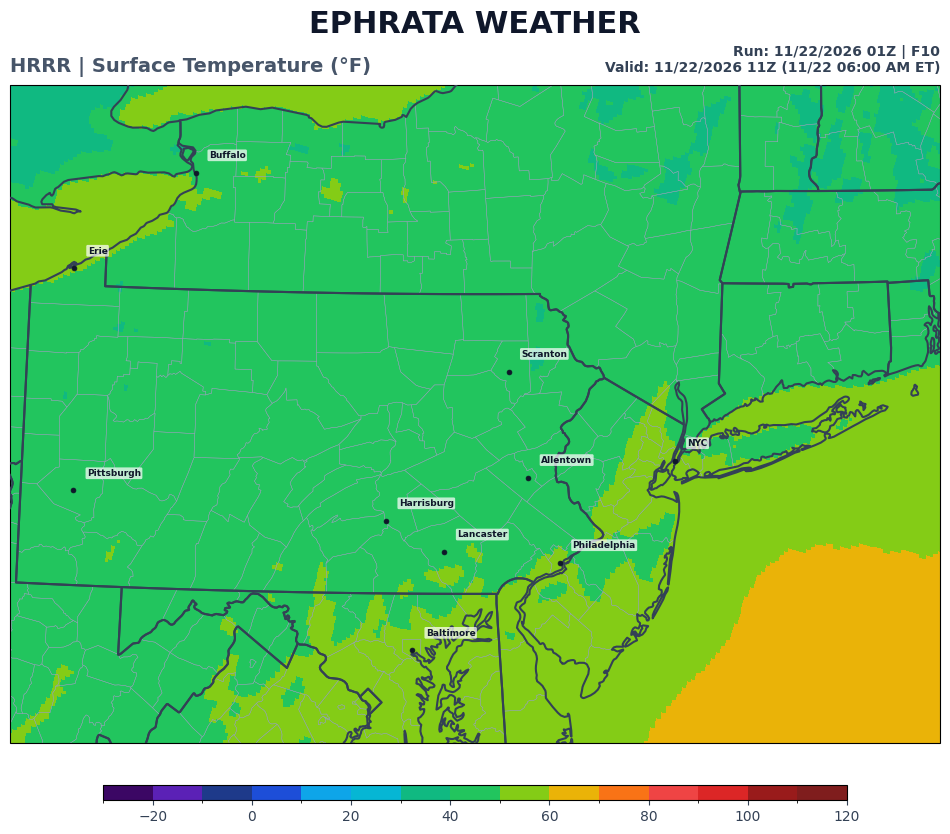 EPHRATA WEATHER
HRRR | Surface Temperature (°F)
Run: 11/22/2026 01Z | F10
Valid: 11/22/2026 11Z (11/22 06:00 AM ET)
Buffalo
Erie
Scranton
NYC
Allentown
Pittsburgh
Harrisburg
Lancaster
Philadelphia
Baltimore
−20 0 20 40 60 80 100 120